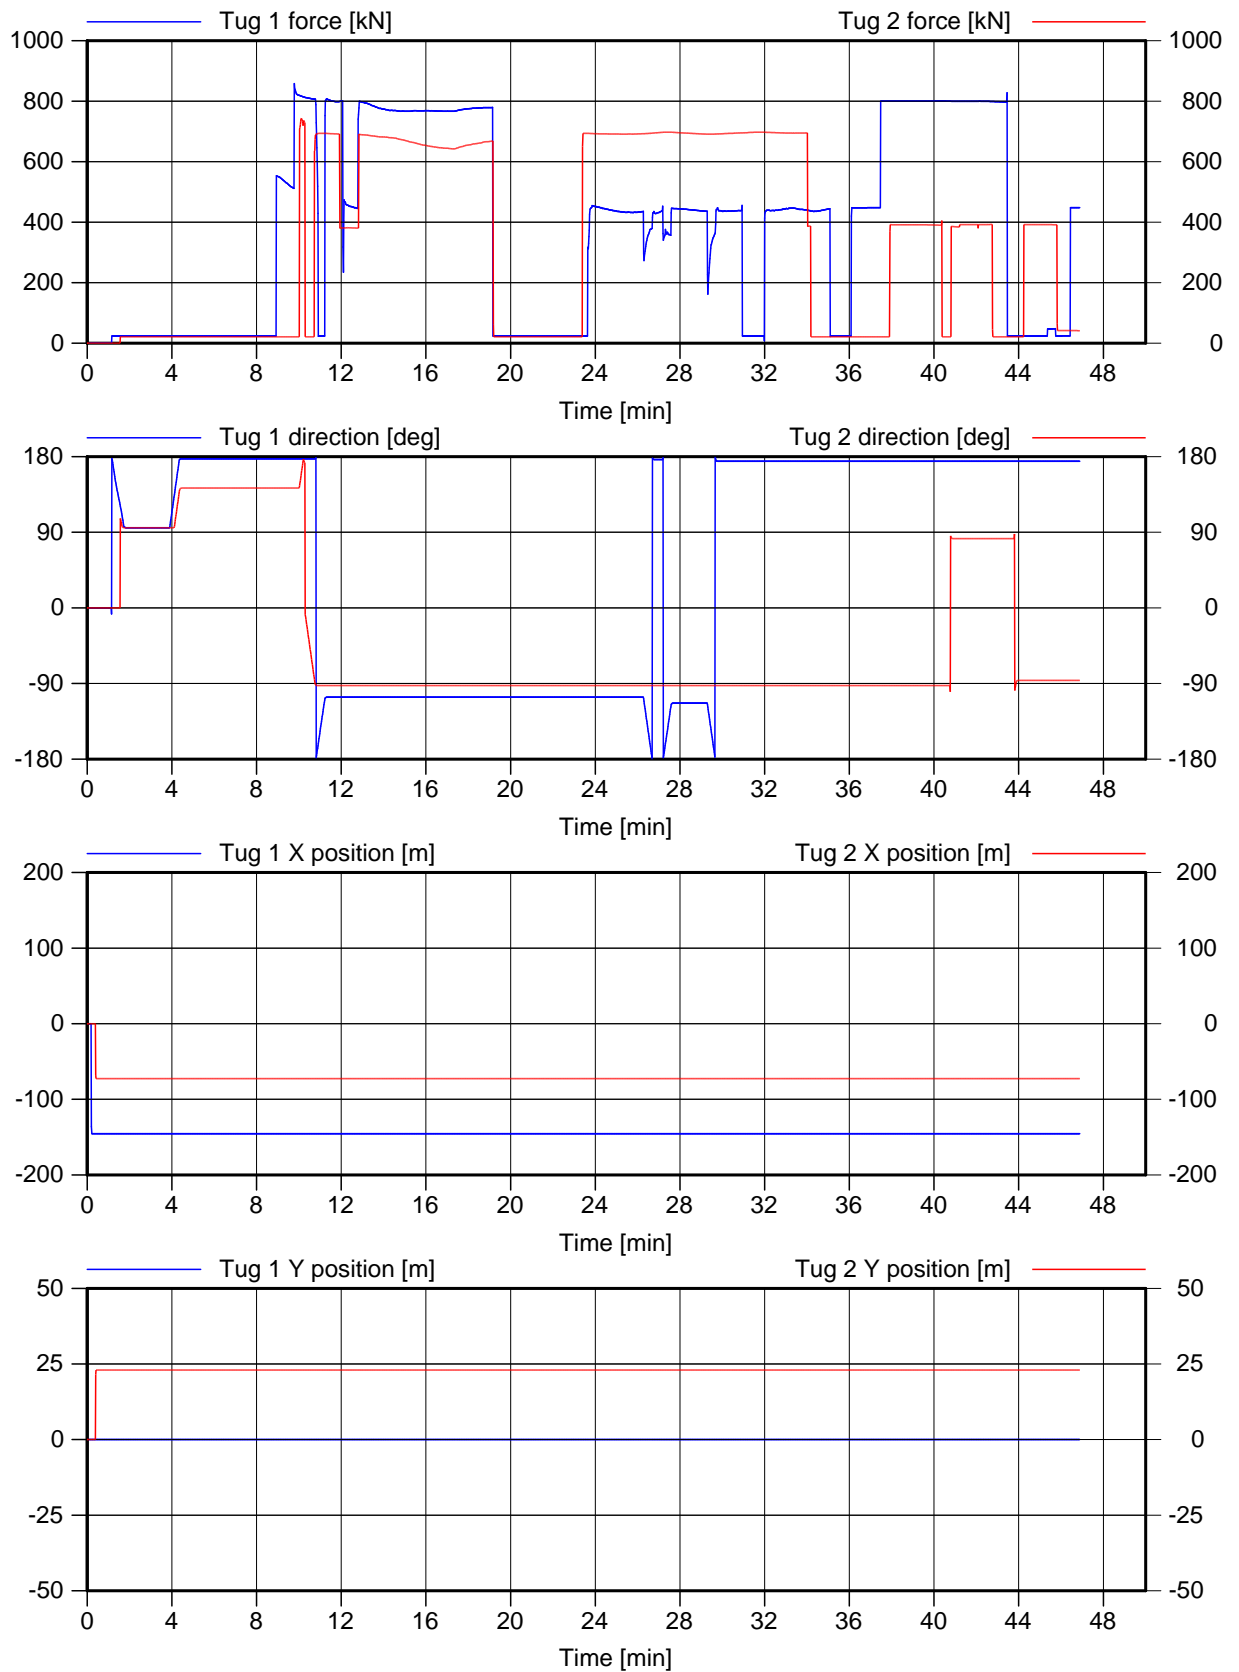 Tug 1 force [kN] Tug 2 force [kN]
1000 1000
800 800
600 600
400 400
200 200
0 0
0 4 8 12 16 20 24 28 32 36 40 44 48
Time [min]
Tug 1 direction [deg] Tug 2 direction [deg]
180 180
90 90
0 0
-90 -90
-180 -180
0 4 8 12 16 20 24 28 32 36 40 44 48
Time [min]
Tug 1 X position [m] Tug 2 X position [m]
200 200
100 100
0 0
-100 -100
-200 -200
0 4 8 12 16 20 24 28 32 36 40 44 48
Time [min]
Tug 1 Y position [m] Tug 2 Y position [m]
50 50
25 25
0 0
-25 -25
-50 -50
0 4 8 12 16 20 24 28 32 36 40 44 48
Time [min]